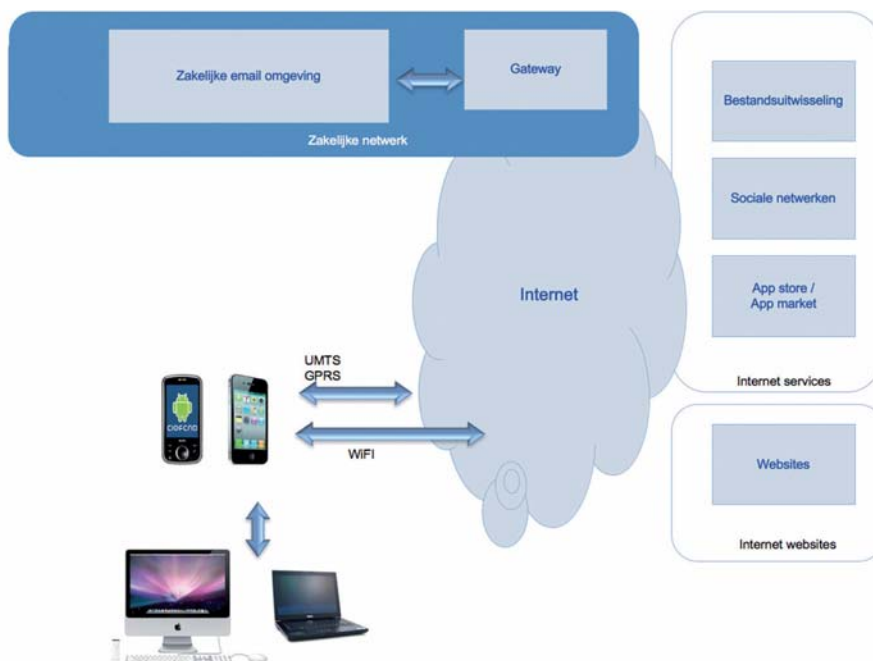 Zakelijke email omgeving
Gateway
Zakelijke netwerk
Bestandsuitwisseling
Sociale netwerken
App store /
App market
Internet services
Internet
UMTS
GPRS
WiFI
Websites
Internet websites